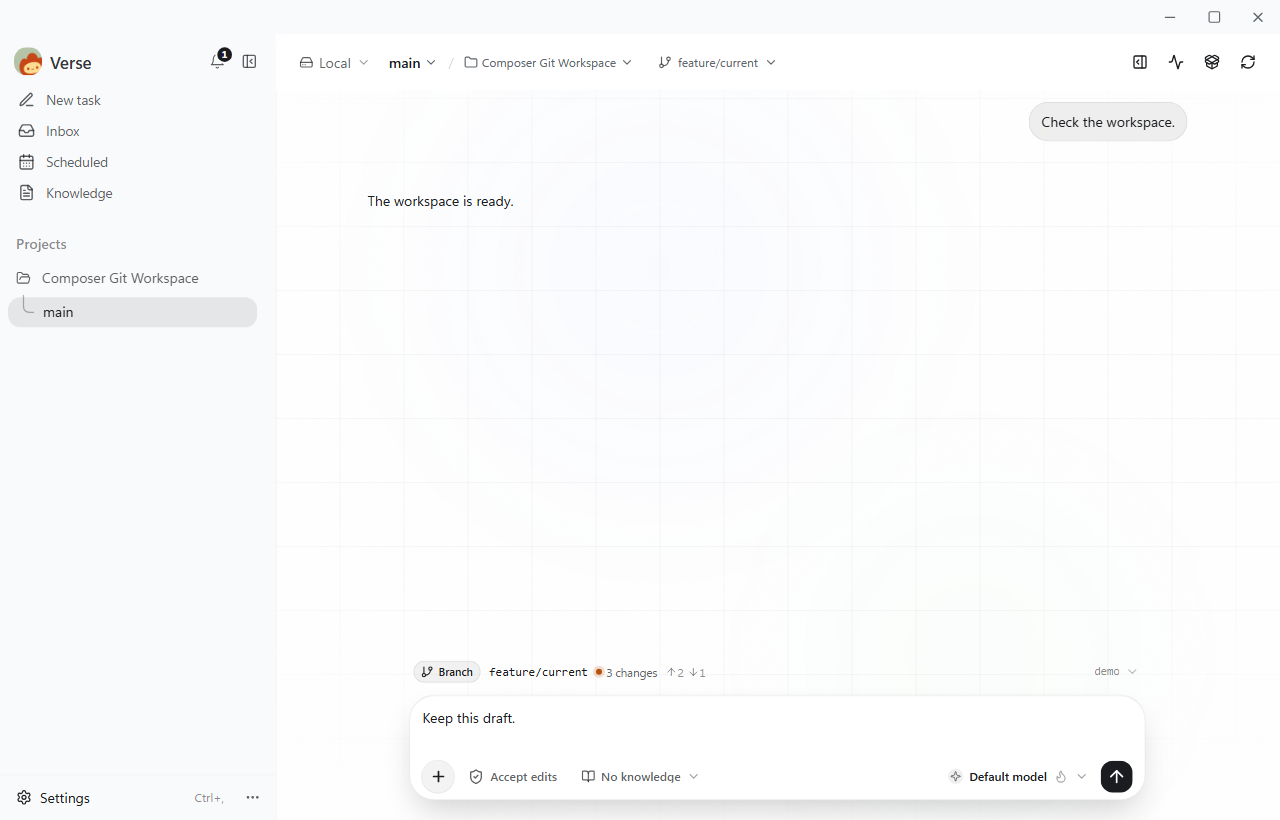 Verse
1
New task
Inbox
Scheduled
Knowledge
Projects
Composer Git Workspace
main
Settings
Ctrl+,
Local
main
/
Composer Git Workspace
feature/current
Check the workspace.
The workspace is ready.
Branch
feature/current
3 changes
↑2 ↓1
demo
Keep this draft.
Accept edits
No knowledge
Default model